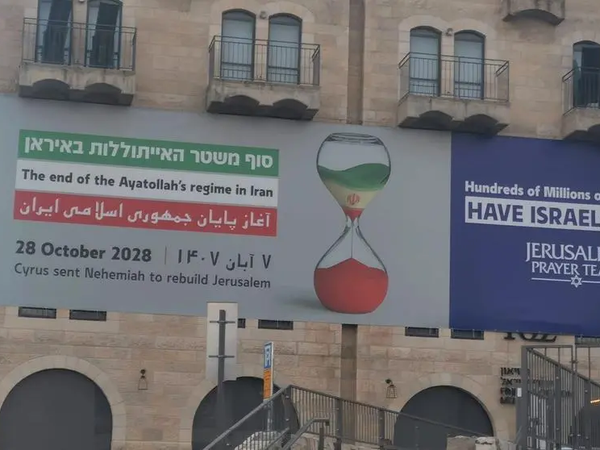 סוף משטר האייתוללות באיראן
The end of the Ayatollah's regime in Iran
آغاز پایان جمهوری اسلامی ایران
28 October 2028 | ۷ آبان ۱۴۰۷
Cyrus sent Nehemiah to rebuild Jerusalem
Hundreds of Millions
HAVE ISRAEL
JERUSAL
PRAYER TEA